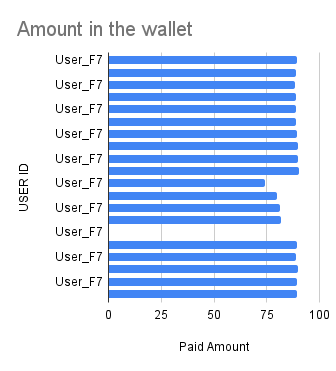 Amount in the wallet
User_F7
User_F7
User_F7
User_F7
User_F7
User_F7
User_F7
User_F7
User_F7
User_F7
USER ID
0 25 50 75 100
Paid Amount